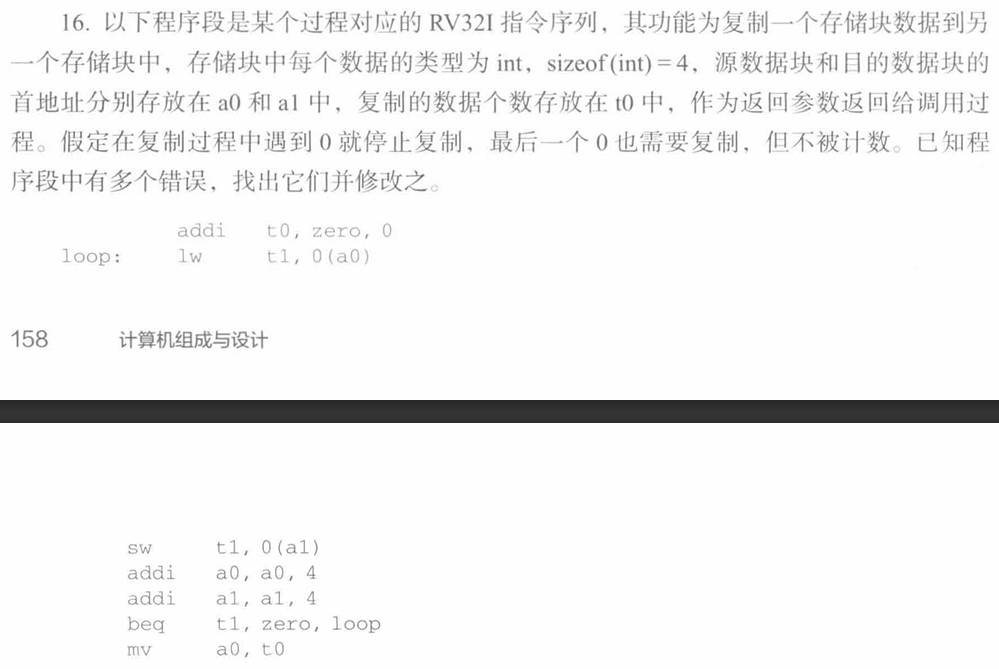 16. 以下程序段是某个过程对应的 RV32I 指令序列，其功能为复制一个存储块数据到另
一个存储块中，存储块中每个数据的类型为 int，sizeof(int)=4，源数据块和目的数据块的
首地址分别存放在 a0 和 a1 中，复制的数据个数存放在 t0 中，作为返回参数返回给调用过
程。假定在复制过程中遇到 0 就停止复制，最后一个 0 也需要复制，但不被计数。已知程
序段中有多个错误，找出它们并修改之。
addi t0, zero, 0
loop: lw t1, 0(a0)
158 计算机组成与设计
sw t1, 0(a1)
addi a0, a0, 4
addi a1, a1, 4
beq t1, zero, loop
mv a0, t0